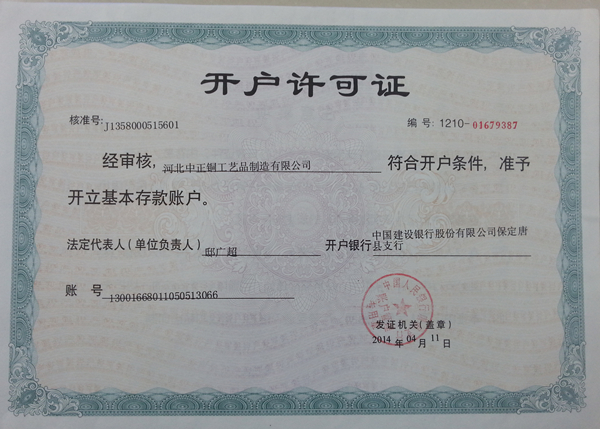 开户许可证
核准号:J1358000515601 编号:1210-04679387
经审核,河北中正铜工艺品制造有限公司 符合开户条件,准予
开立基本存款账户。
法定代表人(单位负责人)邸广超 开户银行中国建设银行股份有限公司保定唐
县支行
账 号 13001668011050513066
发证机关(盖章)
2014 年 04 月 11 日